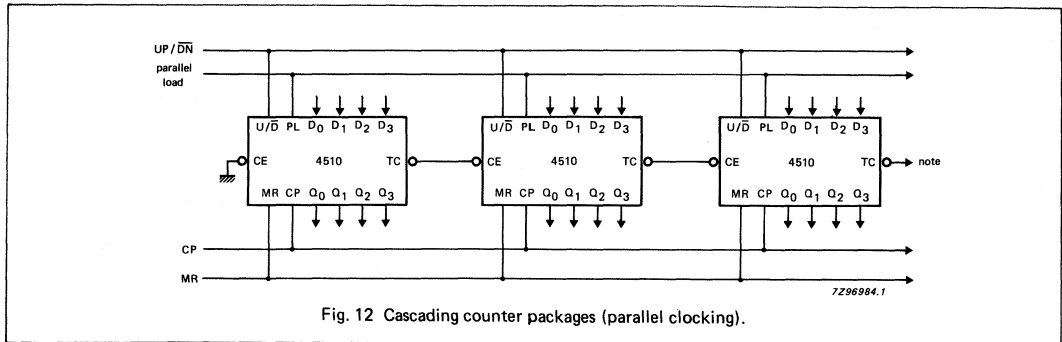 UP/D̅N̅
parallel
load
U/D̅ PL D0 D1 D2 D3
CE 4510 TC
MR CP Q0 Q1 Q2 Q3
U/D̅ PL D0 D1 D2 D3
CE 4510 TC
MR CP Q0 Q1 Q2 Q3
U/D̅ PL D0 D1 D2 D3
CE 4510 TC
MR CP Q0 Q1 Q2 Q3
note
CP
MR
7Z96984.1
Fig. 12 Cascading counter packages (parallel clocking).